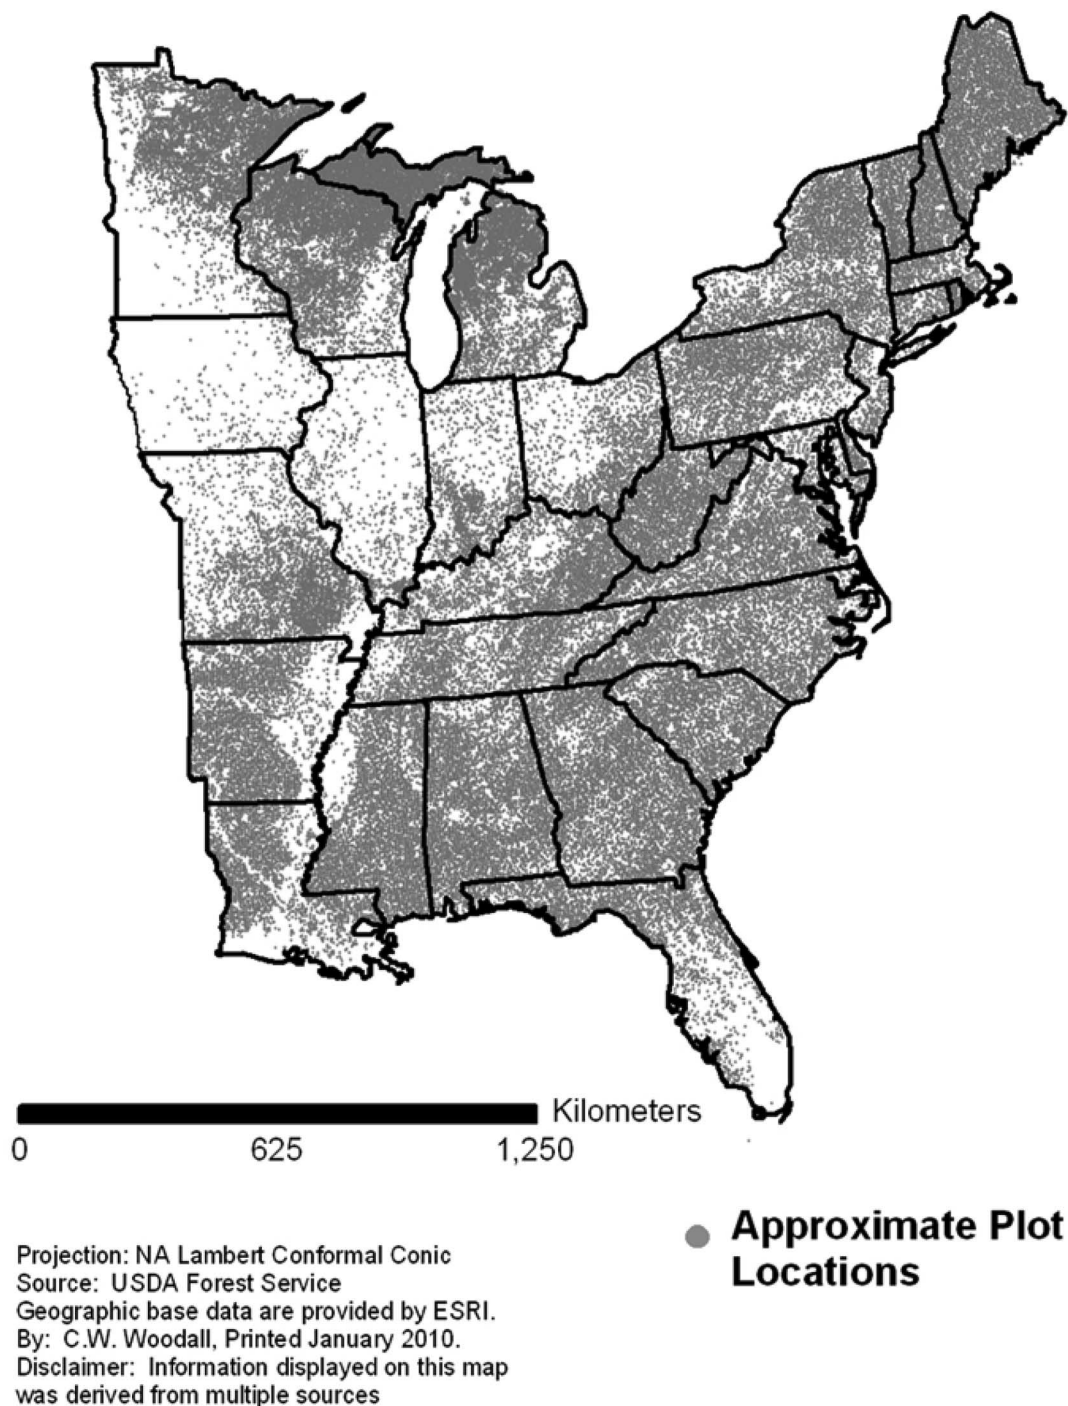 Kilometers
0 625 1,250
Approximate Plot
Locations
Projection: NA Lambert Conformal Conic
Source:  USDA Forest Service
Geographic base data are provided by ESRI.
By:  C.W. Woodall, Printed January 2010.
Disclaimer:  Information displayed on this map
was derived from multiple sources